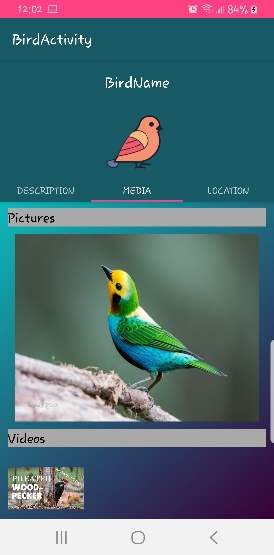 12:02
84%
BirdActivity
BirdName
DESCRIPTION
MEDIA
LOCATION
Pictures
Videos
PILEATED
WOOD-
PECKER